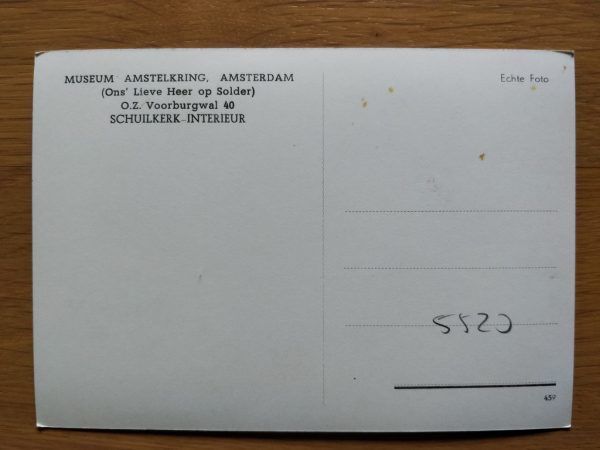 MUSEUM AMSTELKRING, AMSTERDAM
(Ons' Lieve Heer op Solder)
O.Z. Voorburgwal 40
SCHUILKERK-INTERIEUR
Echte Foto
5520
459